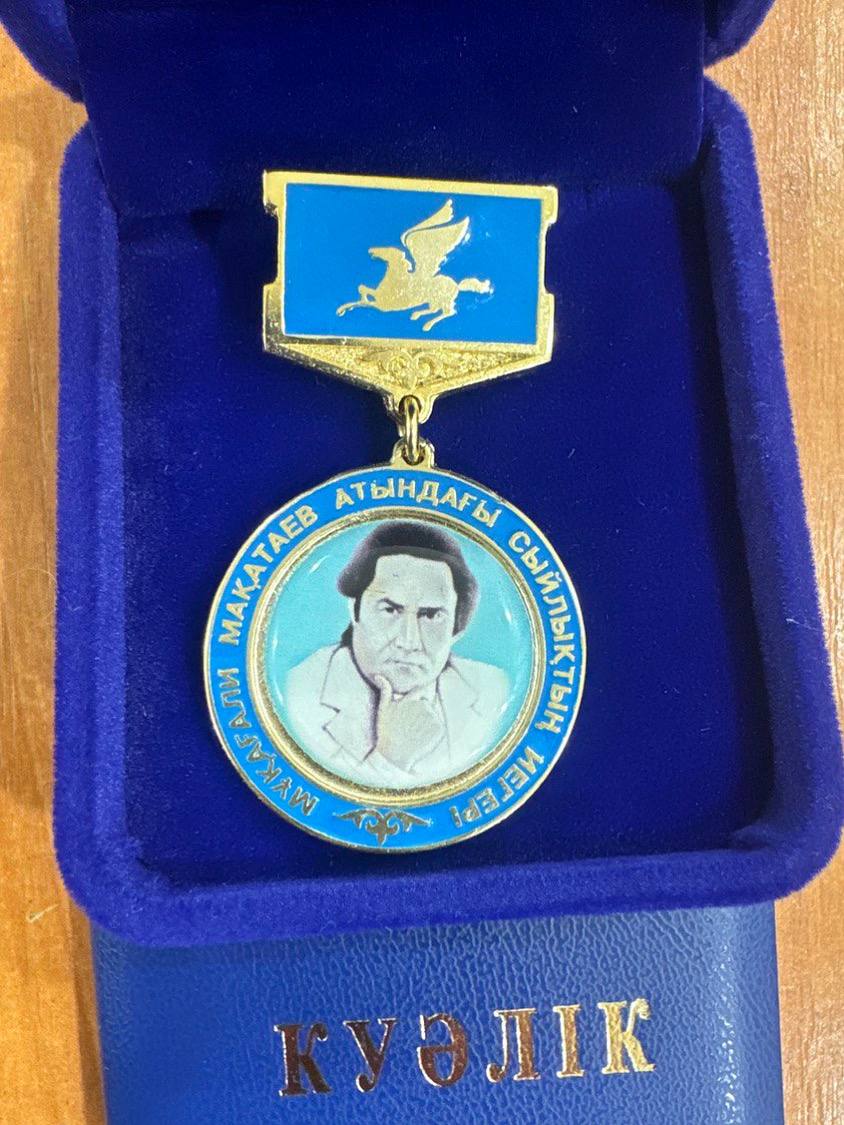 МҰҚАҒАЛИ МАҚАТАЕВ АТЫНДАҒЫ СЫЙЛЫҚТЫҢ ИЕГЕРІ
КУӘЛІК